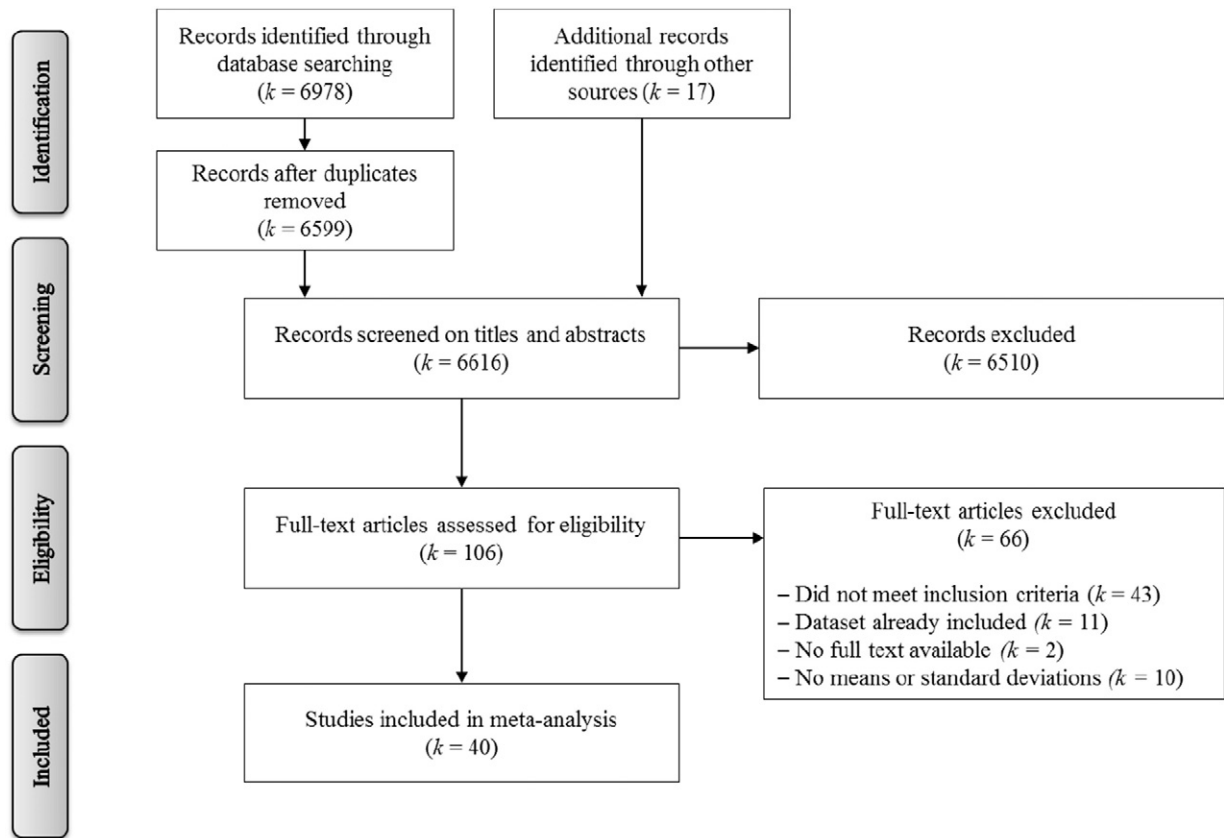 Identification
Records identified through
database searching
(k = 6978)
Additional records
identified through other
sources (k = 17)
Records after duplicates
removed
(k = 6599)
Screening
Records screened on titles and abstracts
(k = 6616)
Records excluded
(k = 6510)
Eligibility
Full-text articles assessed for eligibility
(k = 106)
Full-text articles excluded
(k = 66)
– Did not meet inclusion criteria (k = 43)
– Dataset already included (k = 11)
– No full text available (k = 2)
– No means or standard deviations (k = 10)
Included
Studies included in meta-analysis
(k = 40)